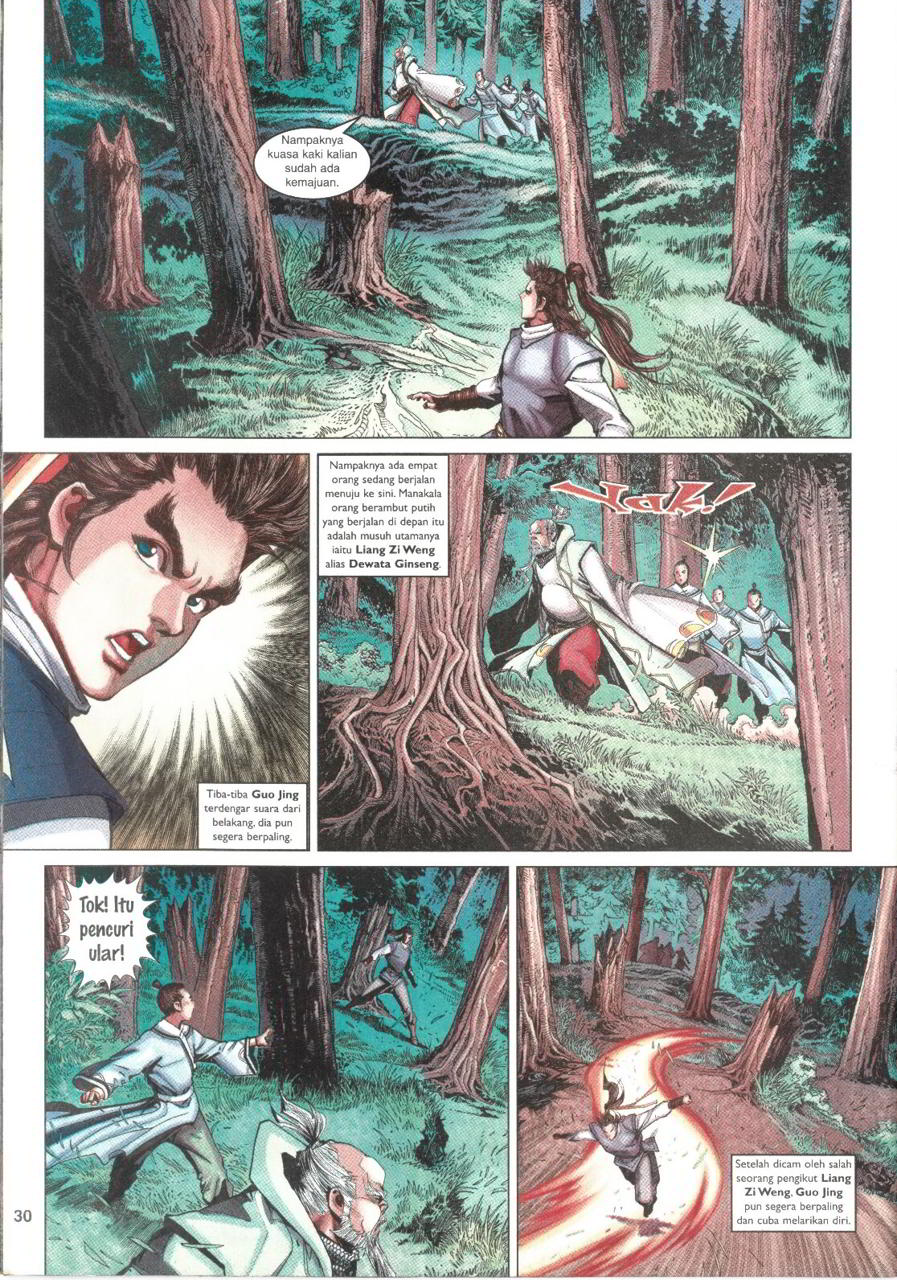 Nampaknya
kuasa kaki kalian
sudah ada
kemajuan.
Tiba-tiba Guo Jing
terdengar suara dari
belakang, dia pun
segera berpaling.
Nampaknya ada empat
orang sedang berjalan
menuju ke sini. Manakala
orang berambut putih
yang berjalan di depan itu
adalah musuh utamanya
iaitu Liang Zi Weng
alias Dewata Ginseng.
Yak!
Tok! Itu
pencuri
ular!
Setelah dicam oleh salah
seorang pengikut Liang
Zi Weng, Guo Jing
pun segera berpaling
dan cuba melarikan diri.
30